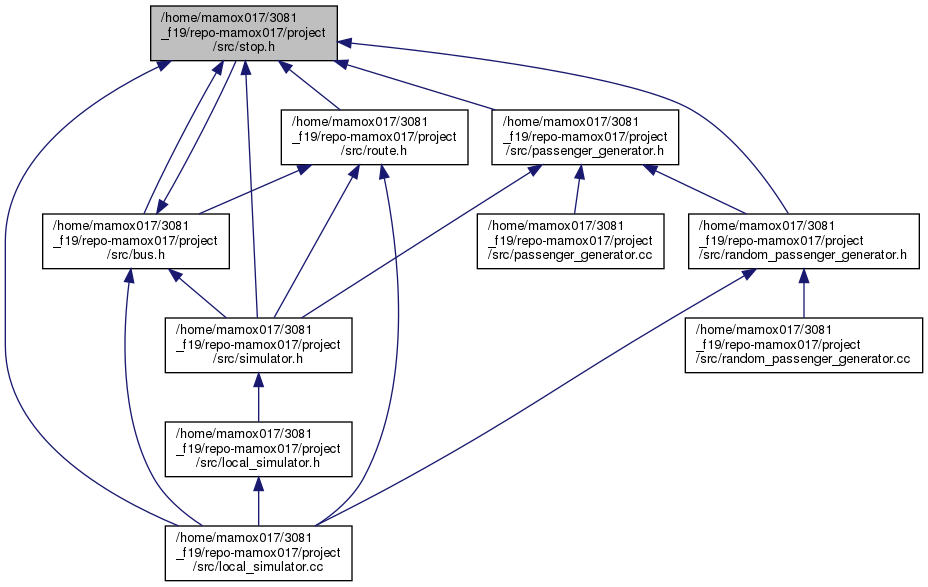 /home/mamox017/3081
_f19/repo-mamox017/project
/src/stop.h
/home/mamox017/3081
_f19/repo-mamox017/project
/src/route.h
/home/mamox017/3081
_f19/repo-mamox017/project
/src/passenger_generator.h
/home/mamox017/3081
_f19/repo-mamox017/project
/src/bus.h
/home/mamox017/3081
_f19/repo-mamox017/project
/src/passenger_generator.cc
/home/mamox017/3081
_f19/repo-mamox017/project
/src/random_passenger_generator.h
/home/mamox017/3081
_f19/repo-mamox017/project
/src/simulator.h
/home/mamox017/3081
_f19/repo-mamox017/project
/src/random_passenger_generator.cc
/home/mamox017/3081
_f19/repo-mamox017/project
/src/local_simulator.h
/home/mamox017/3081
_f19/repo-mamox017/project
/src/local_simulator.cc